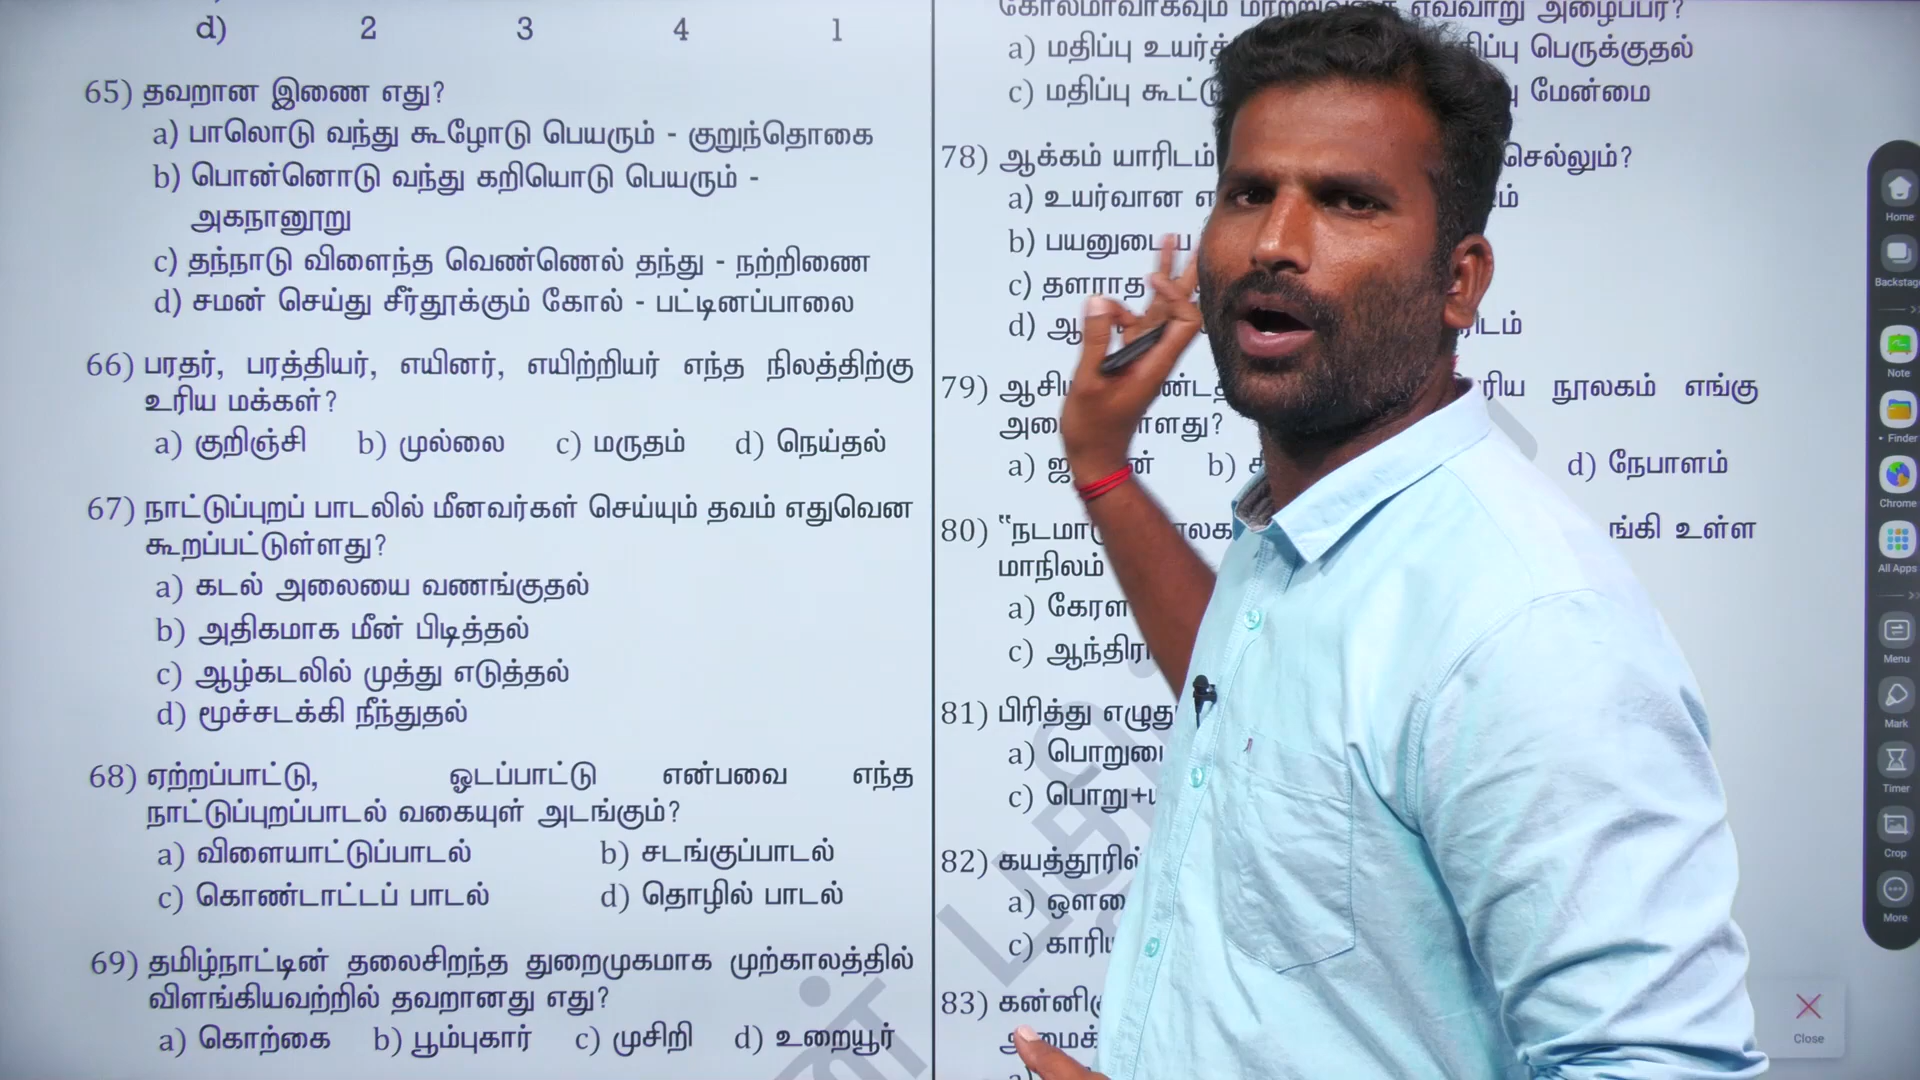 d) 2 3 4 1
65) தவறான இணை எது?
a) பாலொடு வந்து கூழோடு பெயரும் - குறுந்தொகை
b) பொன்னொடு வந்து கறியொடு பெயரும் -
அகநானூறு
c) தந்நாடு விளைந்த வெண்ணெல் தந்து - நற்றிணை
d) சமன் செய்து சீர்தூக்கும் கோல் - பட்டினப்பாலை
66) பரதர், பரத்தியர், எயினர், எயிற்றியர் எந்த நிலத்திற்கு
உரிய மக்கள்?
a) குறிஞ்சி b) முல்லை c) மருதம் d) நெய்தல்
67) நாட்டுப்புறப் பாடலில் மீனவர்கள் செய்யும் தவம் எதுவென
கூறப்பட்டுள்ளது?
a) கடல் அலையை வணங்குதல்
b) அதிகமாக மீன் பிடித்தல்
c) ஆழ்கடலில் முத்து எடுத்தல்
d) மூச்சடக்கி நீந்துதல்
68) ஏற்றப்பாட்டு, ஓடப்பாட்டு என்பவை எந்த
நாட்டுப்புறப்பாடல் வகையுள் அடங்கும்?
a) விளையாட்டுப்பாடல் b) சடங்குப்பாடல்
c) கொண்டாட்டப் பாடல் d) தொழில் பாடல்
69) தமிழ்நாட்டின் தலைசிறந்த துறைமுகமாக முற்காலத்தில்
விளங்கியவற்றில் தவறானது எது?
a) கொற்கை b) பூம்புகார் c) முசிறி d) உறையூர்
எவ்வாறு அழைப்பர்?
a) மதிப்பு பெருக்குதல்
c) மதிப்பு மேன்மை
78) ஆக்கம் யாரிடம் செல்லும்?
a) உயர்வான
b) பயனுடைய
c) தளராத
d)
79) நூலகம் எங்கு
a) b) d) நேபாளம்
80) உள்ள
மாநிலம்
a)
c)
81) பிரித்து
a)
c)
82)
a)
c)
83)
Home
Backstage
Note
Finder
Chrome
All Apps
Menu
Mark
Timer
Crop
More
Close